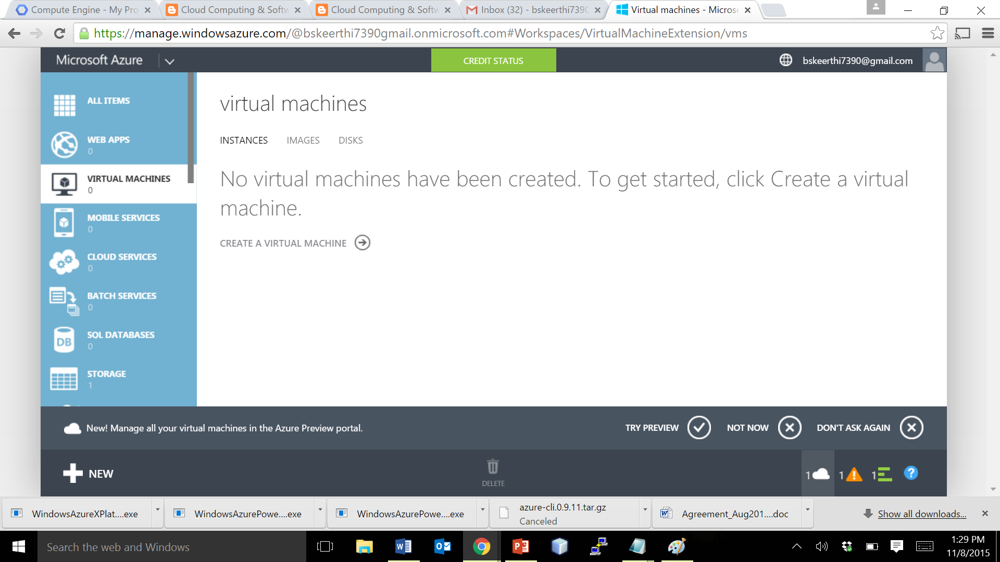 Compute Engine - My Pro
Cloud Computing & Softw
Cloud Computing & Softw
Inbox (32) - bskeerthi7390
Virtual machines - Micros
https://manage.windowsazure.com/@bskeerthi7390gmail.onmicrosoft.com#Workspaces/VirtualMachineExtension/vms
Microsoft Azure
CREDIT STATUS
bskeerthi7390@gmail.com
ALL ITEMS
WEB APPS
0
VIRTUAL MACHINES
0
MOBILE SERVICES
0
CLOUD SERVICES
0
BATCH SERVICES
0
DB
SQL DATABASES
0
STORAGE
1
virtual machines
INSTANCES
IMAGES
DISKS
No virtual machines have been created. To get started, click Create a virtual
machine.
CREATE A VIRTUAL MACHINE
New! Manage all your virtual machines in the Azure Preview portal.
TRY PREVIEW
NOT NOW
DON'T ASK AGAIN
NEW
DELETE
1
1
1
?
WindowsAzureXPlat....exe
WindowsAzurePowe....exe
WindowsAzurePowe....exe
azure-cli.0.9.11.tar.gz
Canceled
Agreement_Aug201....doc
Show all downloads...
Search the web and Windows
1:29 PM
11/8/2015